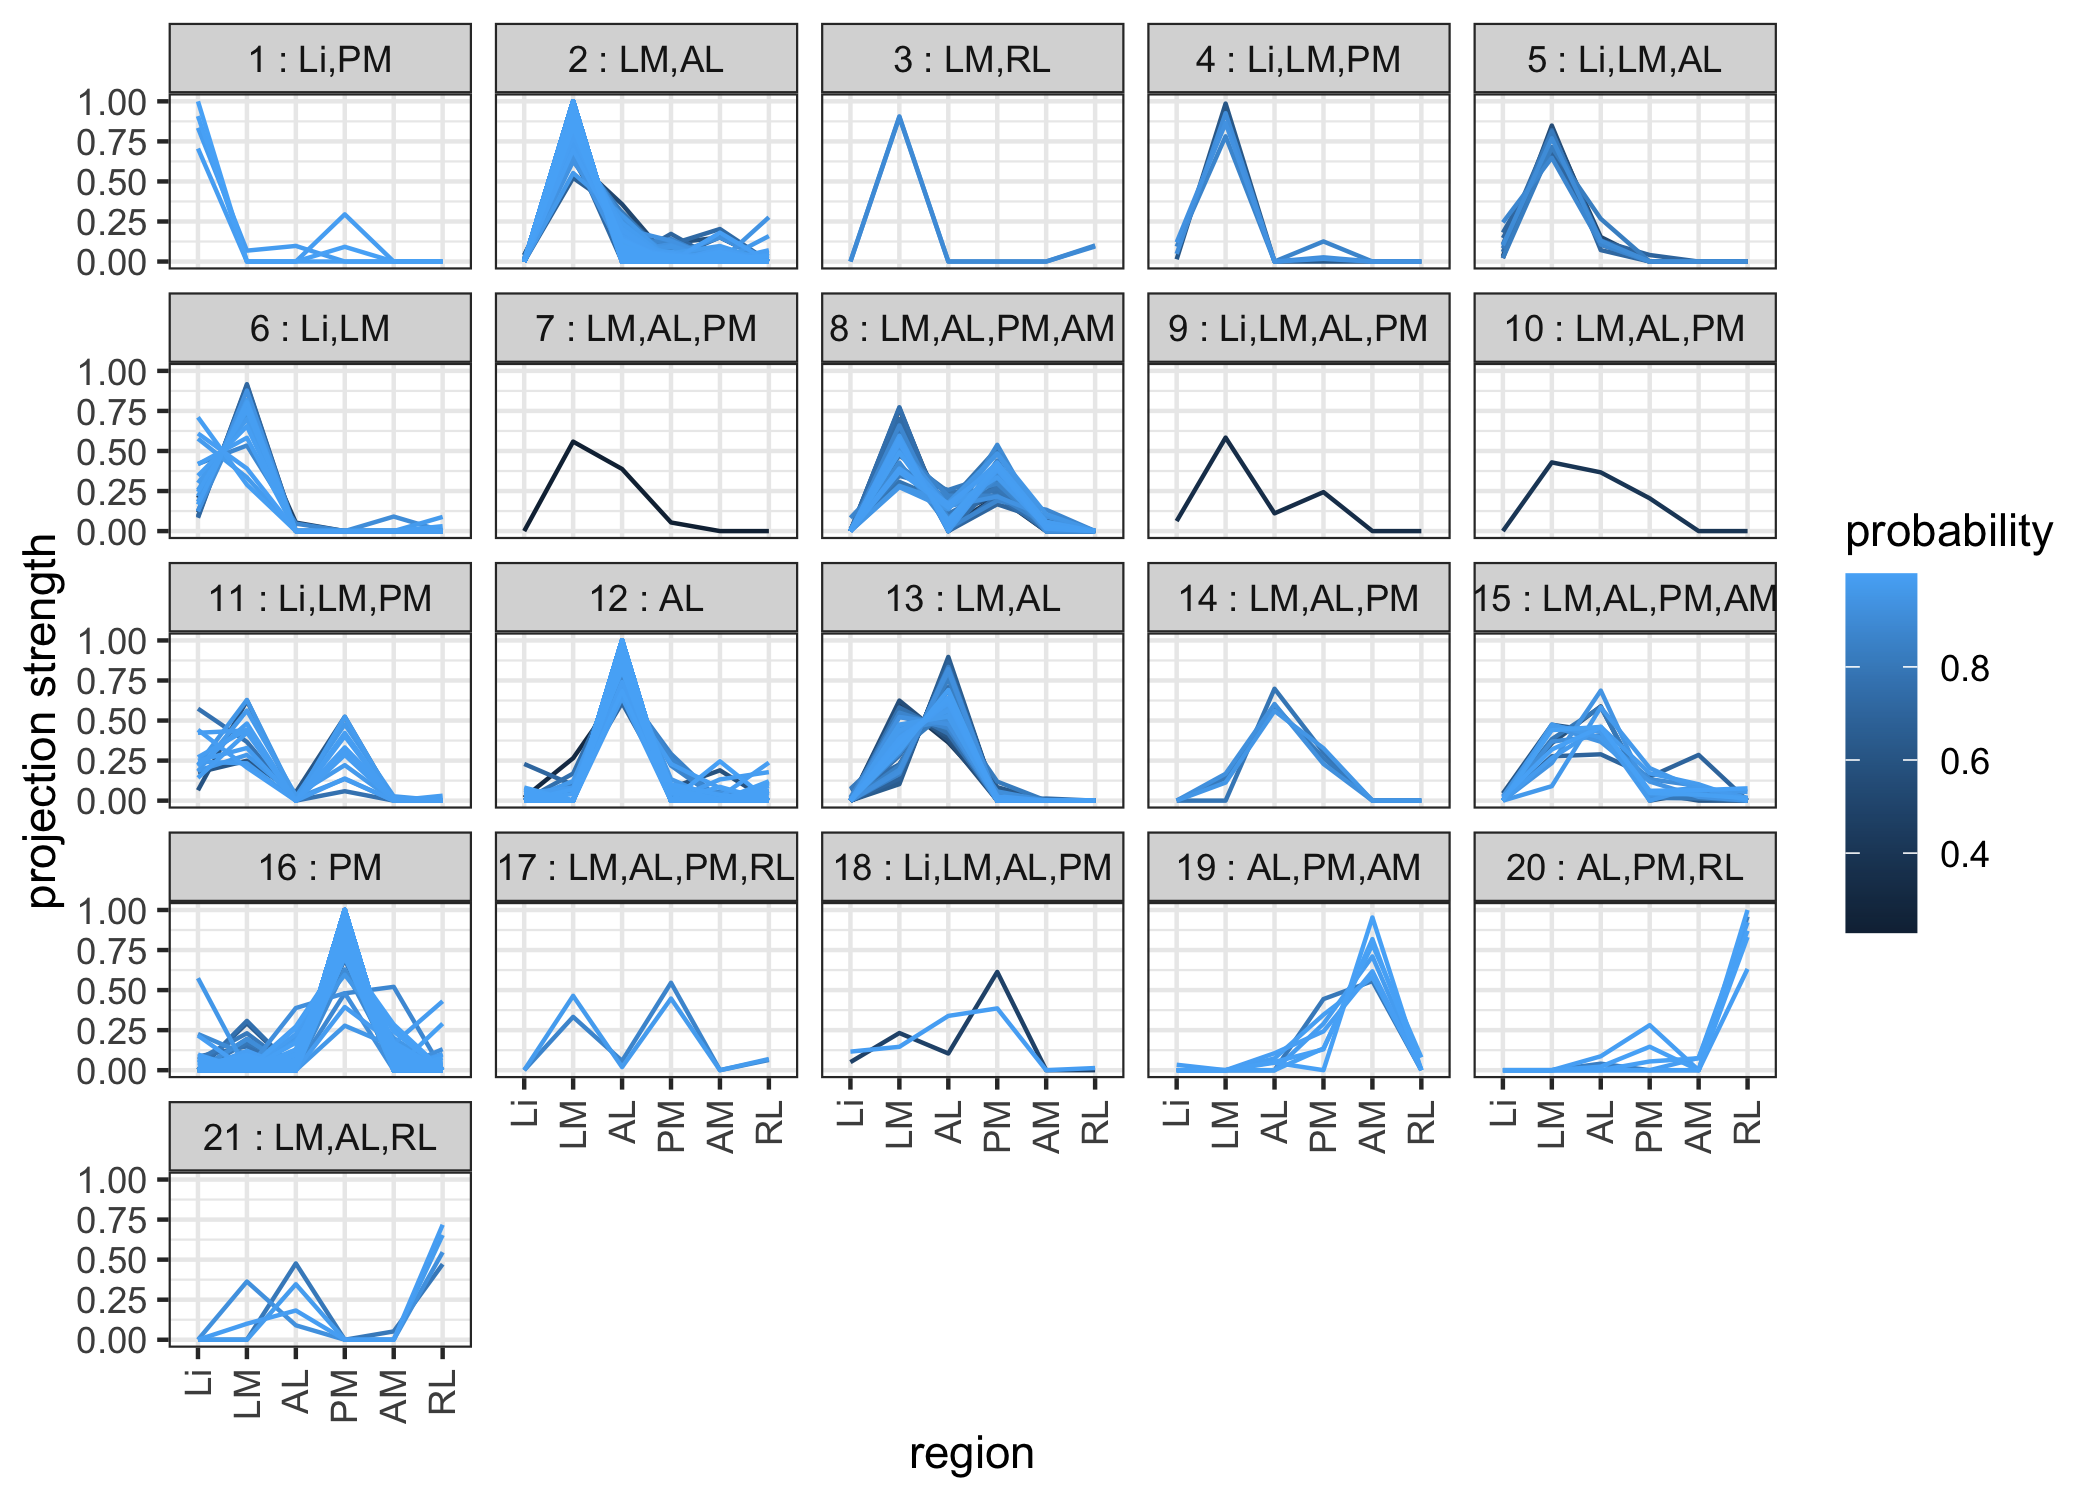 1 : Li,PM
2 : LM,AL
3 : LM,RL
4 : Li,LM,PM
5 : Li,LM,AL
1.00
0.75
0.50
0.25
0.00
6 : Li,LM
7 : LM,AL,PM
8 : LM,AL,PM,AM
9 : Li,LM,AL,PM
10 : LM,AL,PM
1.00
0.75
0.50
0.25
0.00
11 : Li,LM,PM
12 : AL
13 : LM,AL
14 : LM,AL,PM
15 : LM,AL,PM,AM
1.00
0.75
0.50
0.25
0.00
16 : PM
17 : LM,AL,PM,RL
18 : Li,LM,AL,PM
19 : AL,PM,AM
20 : AL,PM,RL
1.00
0.75
0.50
0.25
0.00
Li LM AL PM AM RL
Li LM AL PM AM RL
Li LM AL PM AM RL
Li LM AL PM AM RL
21 : LM,AL,RL
1.00
0.75
0.50
0.25
0.00
Li LM AL PM AM RL
projection strength
region
probability
0.8
0.6
0.4